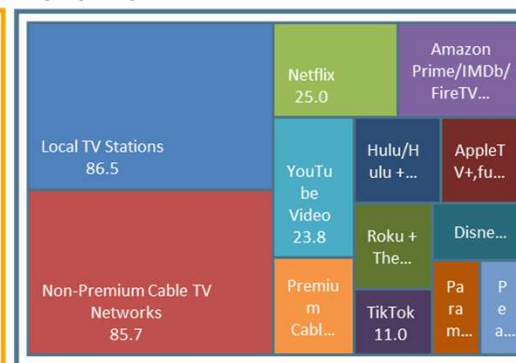 Local TV Stations
86.5
Non-Premium Cable TV
Networks
85.7
Netflix
25.0
Amazon
Prime/IMDb/
FireTV...
YouTu
be
Video
23.8
Hulu/H
ulu +...
AppleT
V+,fu...
Roku +
The...
Disne...
Premiu
m
Cabl...
TikTok
11.0
Pa
ra
m...
P
e
a...